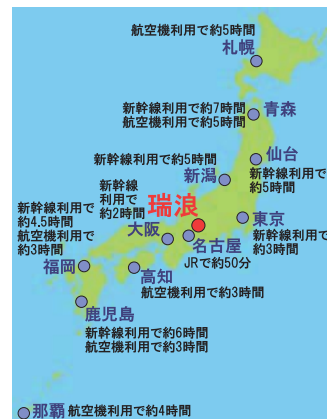 航空機利用で約5時間
札幌
新幹線利用で約7時間
航空機利用で約5時間
青森
仙台
新幹線利用で
約5時間
新幹線利用で約5時間
新潟
新幹線
利用で
約2時間
瑞浪
東京
新幹線利用で
約3時間
大阪
名古屋
JRで約50分
新幹線利用で
約4.5時間
航空機利用で
約3時間
福岡
高知
航空機利用で約3時間
鹿児島
新幹線利用で約6時間
航空機利用で約3時間
那覇 航空機利用で約4時間